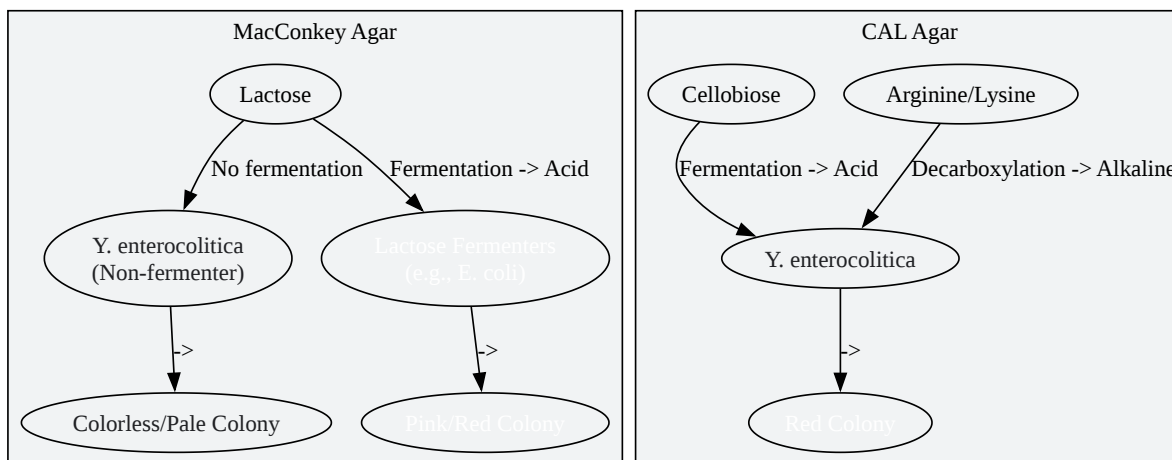 MacConkey Agar
Lactose
No fermentation
Fermentation -> Acid
Y. enterocolitica
(Non-fermenter)
Lactose Fermenters
(e.g., E. coli)
->
->
Colorless/Pale Colony
Pink/Red Colony
CAL Agar
Cellobiose
Arginine/Lysine
Fermentation -> Acid
Decarboxylation -> Alkaline
Y. enterocolitica
->
Red Colony